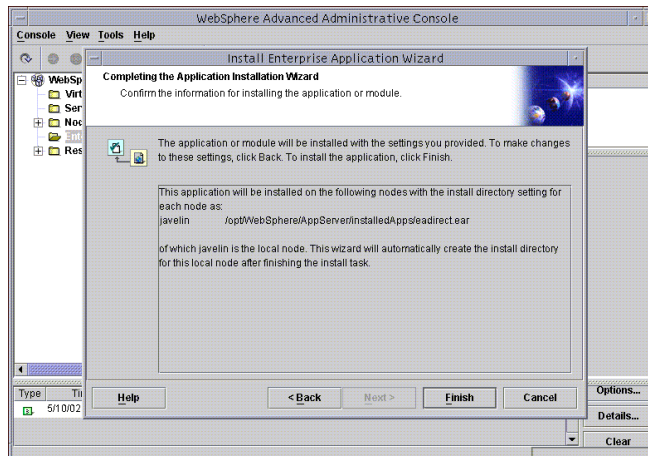 WebSphere Advanced Administrative Console
Console View Tools Help
Install Enterprise Application Wizard
Completing the Application Installation Wizard
Confirm the information for installing the application or module.
WebSp
Virt
Ser
Noc
Ent
Res
The application or module will be installed with the settings you provided. To make changes
to these settings, click Back. To install the application, click Finish.
This application will be installed on the following nodes with the install directory setting for
each node as:
javelin /opt/WebSphere/AppServer/installedApps/eadirect.ear
of which javelin is the local node. This wizard will automatically create the install directory
for this local node after finishing the install task.
Help < Back Next > Finish Cancel
Type Ti
5/10/02
Options...
Details...
Clear